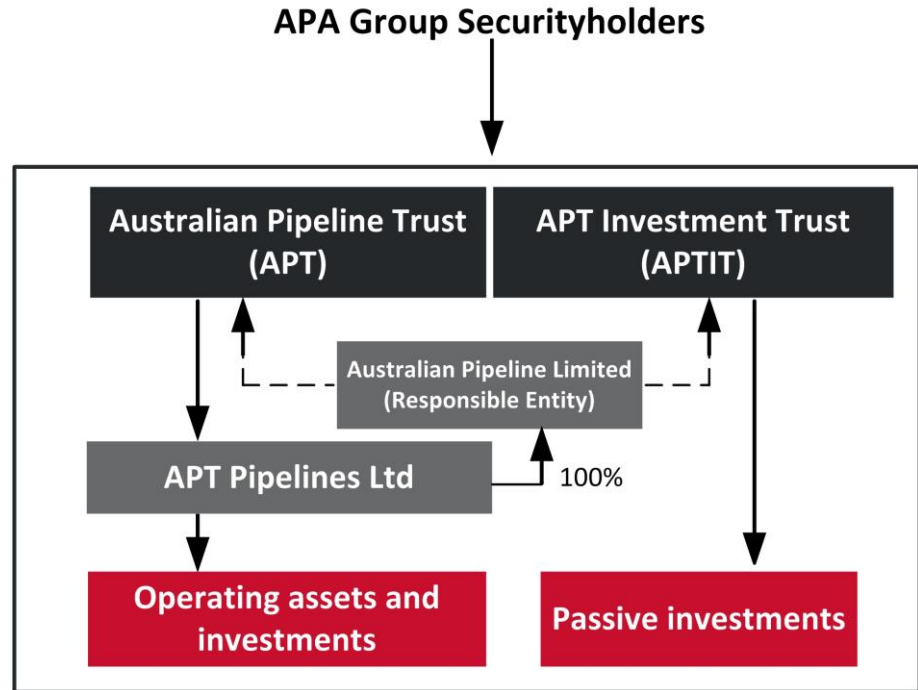 APA Group Securityholders
Australian Pipeline Trust
(APT)
APT Investment Trust
(APTIT)
Australian Pipeline Limited
(Responsible Entity)
APT Pipelines Ltd
100%
Operating assets and
investments
Passive investments